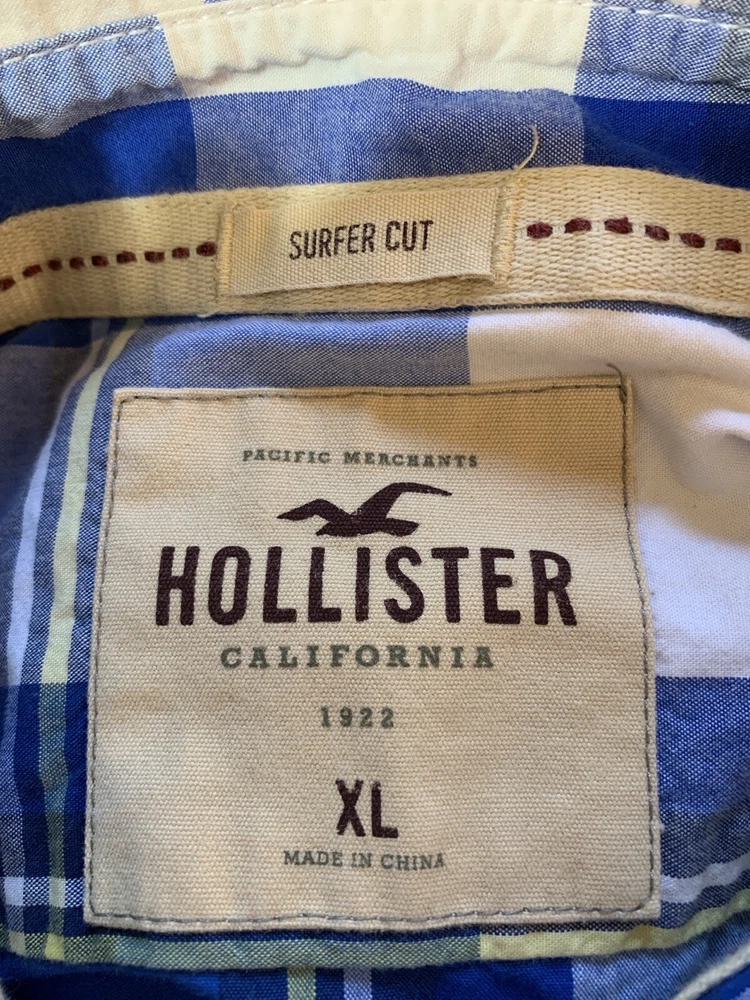 SURFER CUT
PACIFIC MERCHANTS
HOLLISTER
CALIFORNIA
1922
XL
MADE IN CHINA